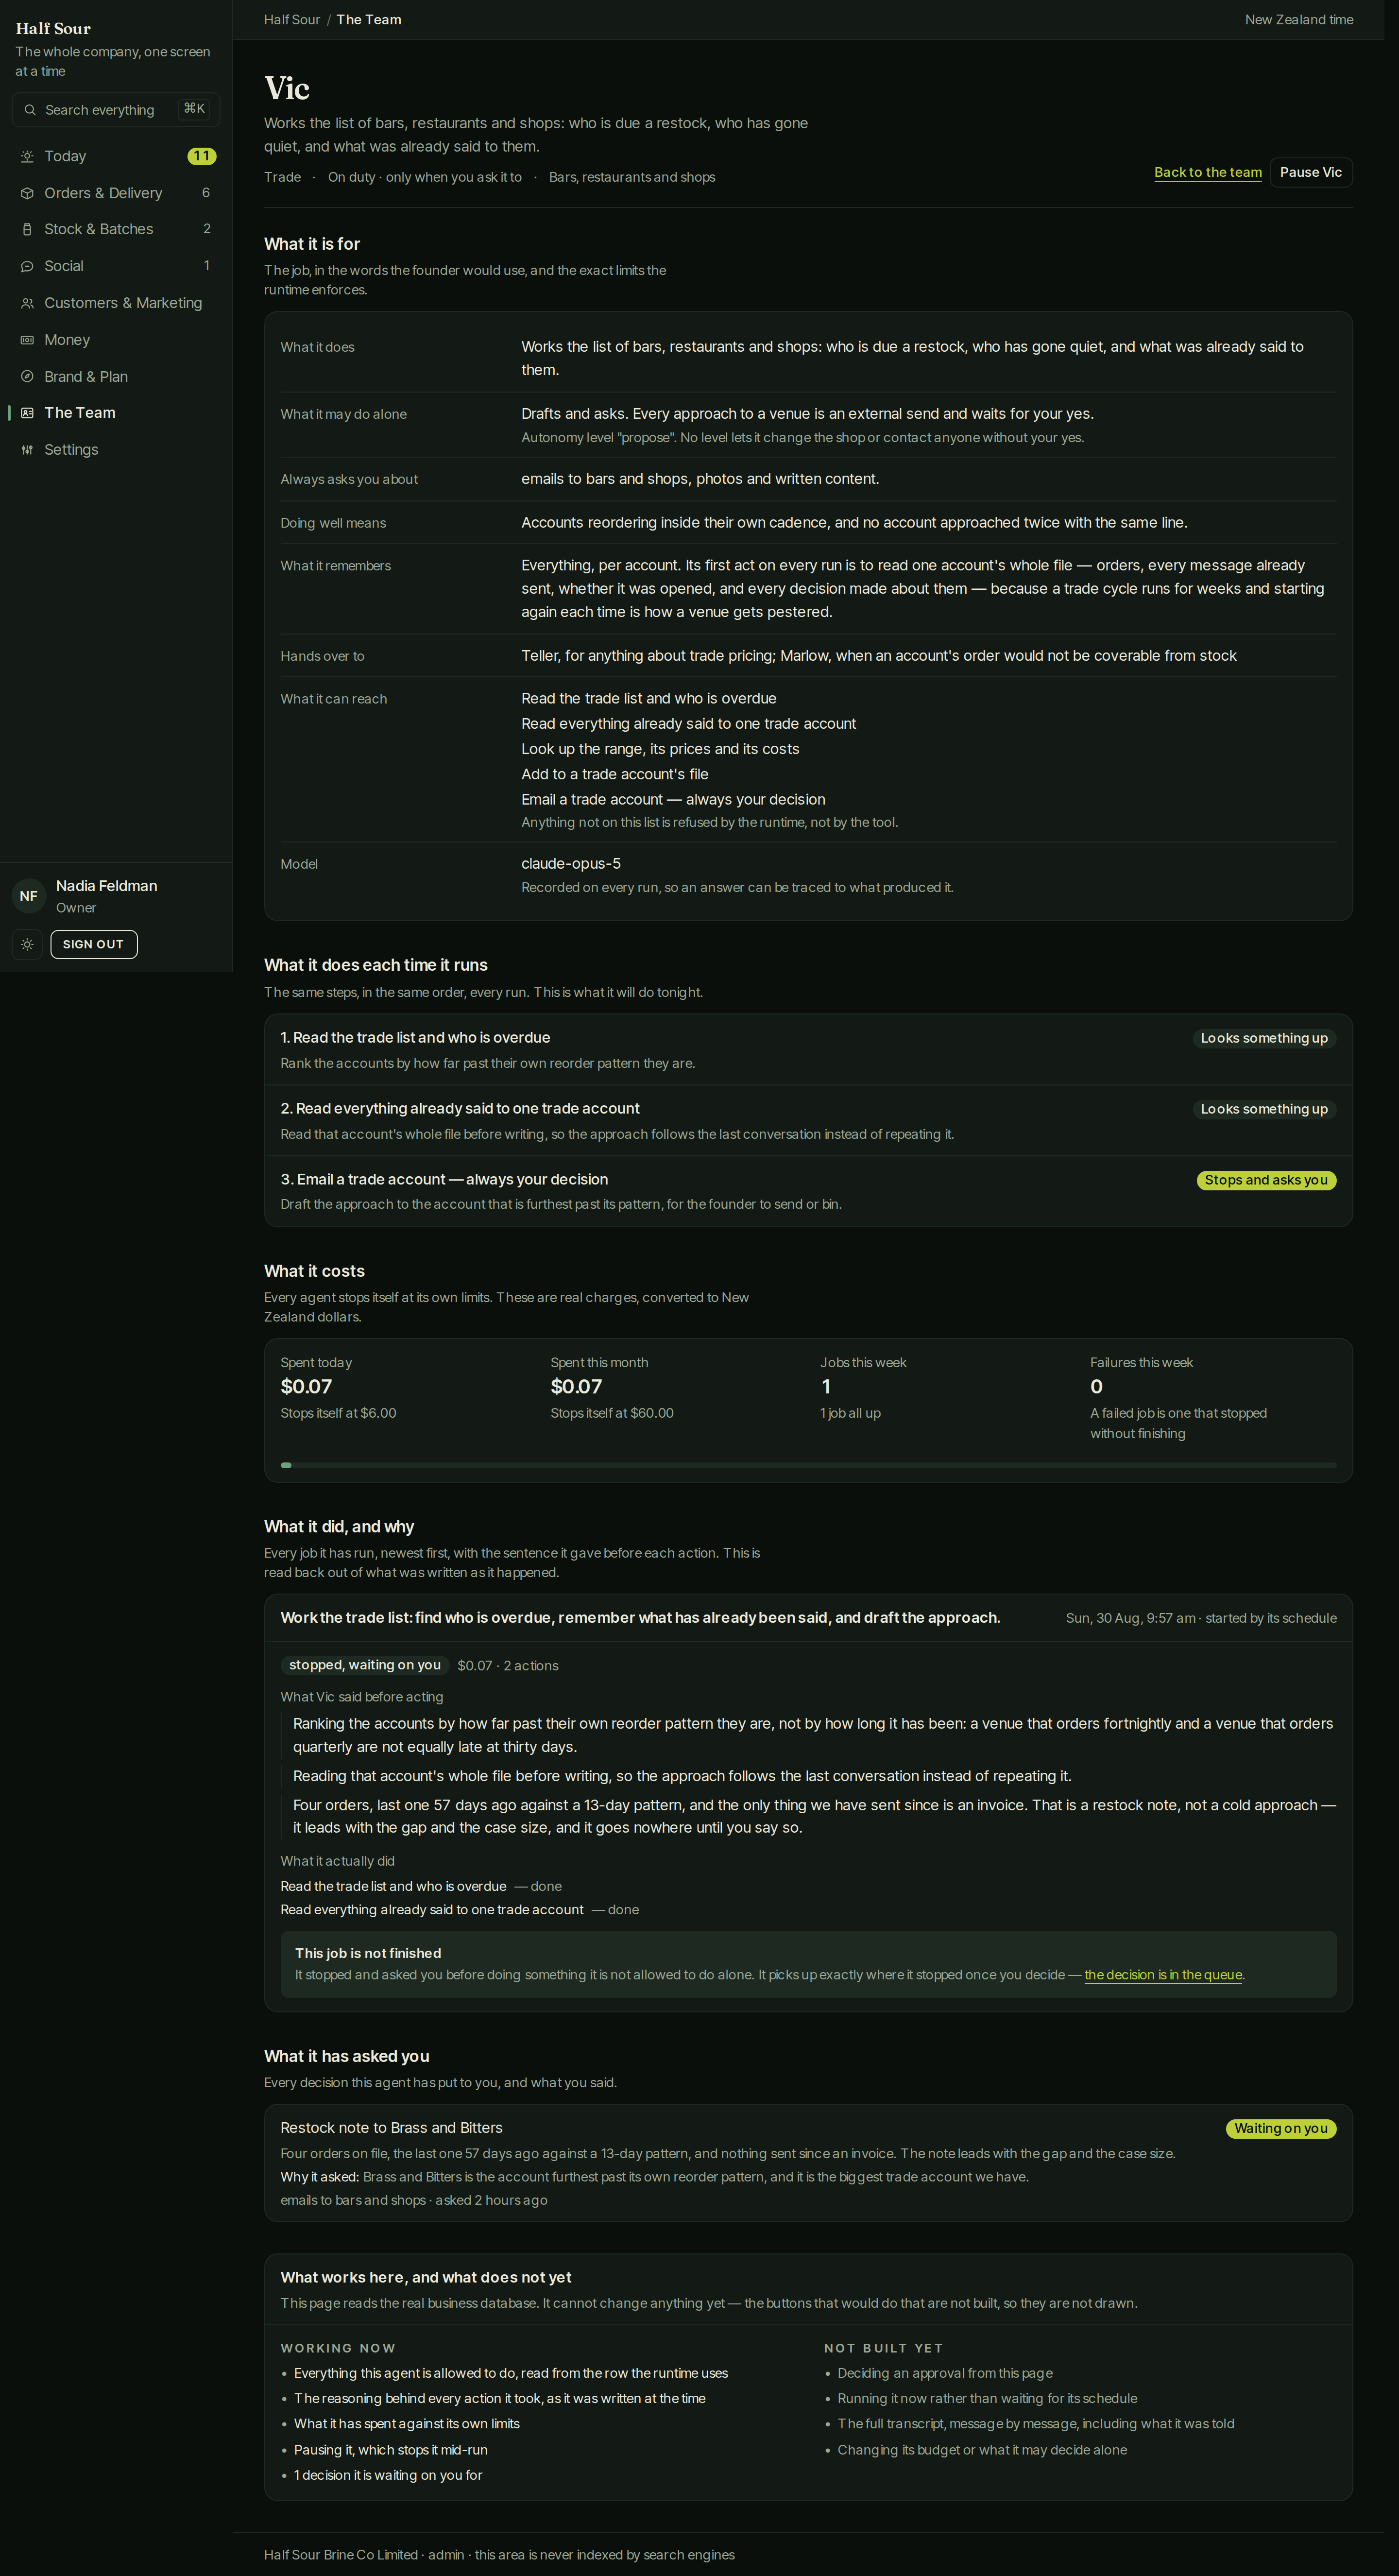 Half Sour
The whole company, one screen
at a time
Search everything ⌘K
Today 11
Orders & Delivery 6
Stock & Batches 2
Social 1
Customers & Marketing
Money
Brand & Plan
The Team
Settings
NF
Nadia Feldman
Owner
SIGN OUT
Half Sour / The Team
New Zealand time
Vic
Works the list of bars, restaurants and shops: who is due a restock, who has gone
quiet, and what was already said to them.
Trade · On duty · only when you ask it to · Bars, restaurants and shops
Back to the team
Pause Vic
What it is for
The job, in the words the founder would use, and the exact limits the
runtime enforces.
What it does
Works the list of bars, restaurants and shops: who is due a restock, who has gone quiet, and what was already said to
them.
What it may do alone
Drafts and asks. Every approach to a venue is an external send and waits for your yes.
Autonomy level "propose". No level lets it change the shop or contact anyone without your yes.
Always asks you about
emails to bars and shops, photos and written content.
Doing well means
Accounts reordering inside their own cadence, and no account approached twice with the same line.
What it remembers
Everything, per account. Its first act on every run is to read one account's whole file — orders, every message already
sent, whether it was opened, and every decision made about them — because a trade cycle runs for weeks and starting
again each time is how a venue gets pestered.
Hands over to
Teller, for anything about trade pricing; Marlow, when an account's order would not be coverable from stock
What it can reach
Read the trade list and who is overdue
Read everything already said to one trade account
Look up the range, its prices and its costs
Add to a trade account's file
Email a trade account — always your decision
Anything not on this list is refused by the runtime, not by the tool.
Model
claude-opus-5
Recorded on every run, so an answer can be traced to what produced it.
What it does each time it runs
The same steps, in the same order, every run. This is what it will do tonight.
1. Read the trade list and who is overdue
Looks something up
Rank the accounts by how far past their own reorder pattern they are.
2. Read everything already said to one trade account
Looks something up
Read that account's whole file before writing, so the approach follows the last conversation instead of repeating it.
3. Email a trade account — always your decision
Stops and asks you
Draft the approach to the account that is furthest past its pattern, for the founder to send or bin.
What it costs
Every agent stops itself at its own limits. These are real charges, converted to New
Zealand dollars.
Spent today
$0.07
Stops itself at $6.00
Spent this month
$0.07
Stops itself at $60.00
Jobs this week
1
1 job all up
Failures this week
0
A failed job is one that stopped
without finishing
What it did, and why
Every job it has run, newest first, with the sentence it gave before each action. This is
read back out of what was written as it happened.
Work the trade list: find who is overdue, remember what has already been said, and draft the approach.
Sun, 30 Aug, 9:57 am · started by its schedule
stopped, waiting on you $0.07 · 2 actions
What Vic said before acting
Ranking the accounts by how far past their own reorder pattern they are, not by how long it has been: a venue that orders fortnightly and a venue that orders
quarterly are not equally late at thirty days.
Reading that account's whole file before writing, so the approach follows the last conversation instead of repeating it.
Four orders, last one 57 days ago against a 13-day pattern, and the only thing we have sent since is an invoice. That is a restock note, not a cold approach —
it leads with the gap and the case size, and it goes nowhere until you say so.
What it actually did
Read the trade list and who is overdue — done
Read everything already said to one trade account — done
This job is not finished
It stopped and asked you before doing something it is not allowed to do alone. It picks up exactly where it stopped once you decide — the decision is in the queue.
What it has asked you
Every decision this agent has put to you, and what you said.
Restock note to Brass and Bitters
Waiting on you
Four orders on file, the last one 57 days ago against a 13-day pattern, and nothing sent since an invoice. The note leads with the gap and the case size.
Why it asked: Brass and Bitters is the account furthest past its own reorder pattern, and it is the biggest trade account we have.
emails to bars and shops · asked 2 hours ago
What works here, and what does not yet
This page reads the real business database. It cannot change anything yet — the buttons that would do that are not built, so they are not drawn.
WORKING NOW
• Everything this agent is allowed to do, read from the row the runtime uses
• The reasoning behind every action it took, as it was written at the time
• What it has spent against its own limits
• Pausing it, which stops it mid-run
• 1 decision it is waiting on you for
NOT BUILT YET
• Deciding an approval from this page
• Running it now rather than waiting for its schedule
• The full transcript, message by message, including what it was told
• Changing its budget or what it may decide alone
Half Sour Brine Co Limited · admin · this area is never indexed by search engines